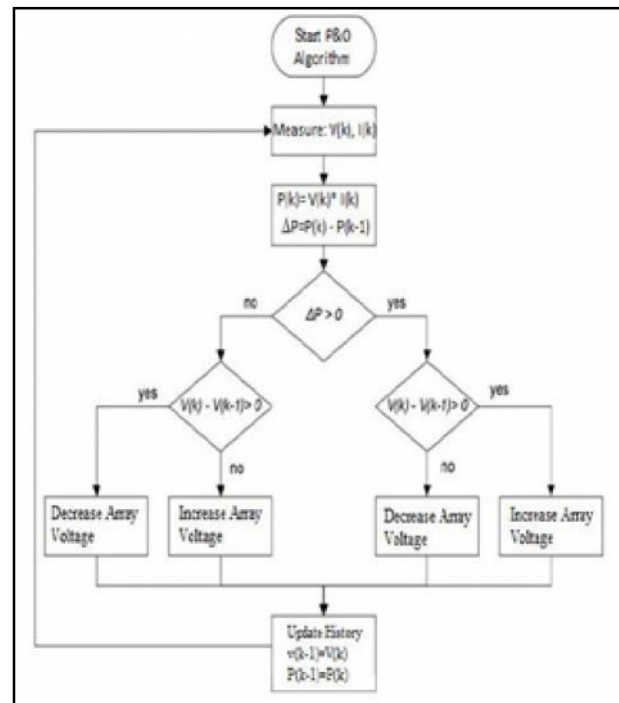 Start P&O
Algorithm
Measure: V(k), I(k)
P(k)= V(k)* I(k)
ΔP=P(k) - P(k-1)
no
ΔP > 0
yes
yes
V(k) - V(k-1)> 0
V(k) - V(k-1)> 0
yes
no
no
Decrease Array
Voltage
Increase Array
Voltage
Decrease Array
Voltage
Increase Array
Voltage
Update History
v(k-1)=V(k)
P(k-1)=P(k)